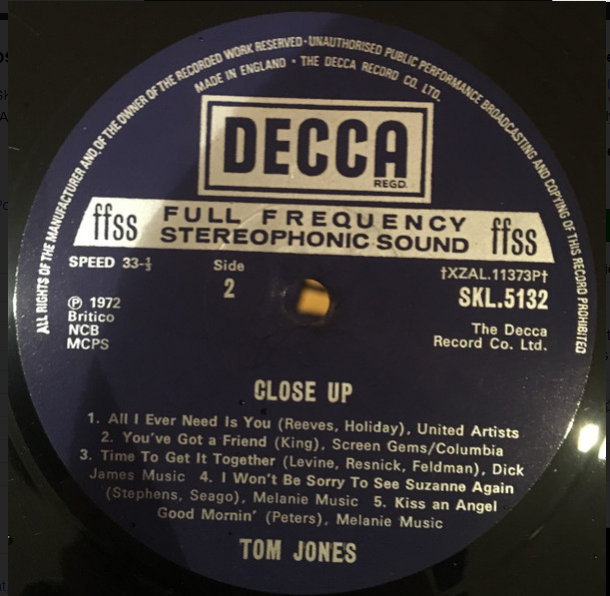 ALL RIGHTS OF THE MANUFACTURER AND OF THE OWNER OF THE RECORDED WORK RESERVED·UNAUTHORISED PUBLIC PERFORMANCE BROADCASTING AND COPYING OF THIS RECORD PROHIBITED
MADE IN ENGLAND · THE DECCA RECORD CO. LTD.
DECCA
REGD.
ffss FULL FREQUENCY STEREOPHONIC SOUND ffss
SPEED 33-⅓
Side
2
†XZAL.11373P†
SKL.5132
℗ 1972
Britico
NCB
MCPS
The Decca
Record Co. Ltd.
CLOSE UP
1. All I Ever Need Is You (Reeves, Holiday), United Artists
2. You've Got a Friend (King), Screen Gems/Columbia
3. Time To Get It Together (Levine, Resnick, Feldman), Dick
James Music 4. I Won't Be Sorry To See Suzanne Again
(Stephens, Seago), Melanie Music 5. Kiss an Angel
Good Mornin' (Peters), Melanie Music
TOM JONES